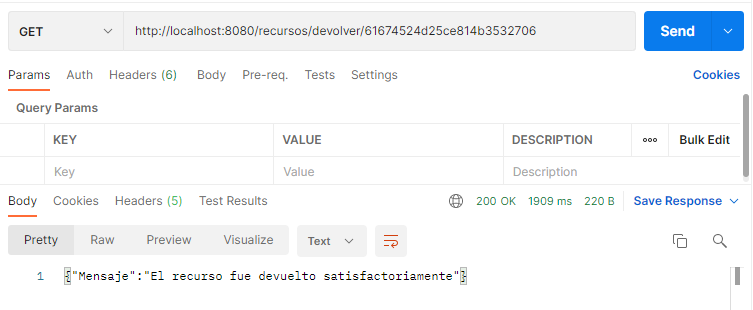 GET http://localhost:8080/recursos/devolver/61674524d25ce814b3532706 Send
Params Auth Headers (6) Body Pre-req. Tests Settings Cookies
Query Params
KEY VALUE DESCRIPTION ooo Bulk Edit
Key Value Description
Body Cookies Headers (5) Test Results 200 OK 1909 ms 220 B Save Response
Pretty Raw Preview Visualize Text
1 {"Mensaje":"El recurso fue devuelto satisfactoriamente"}